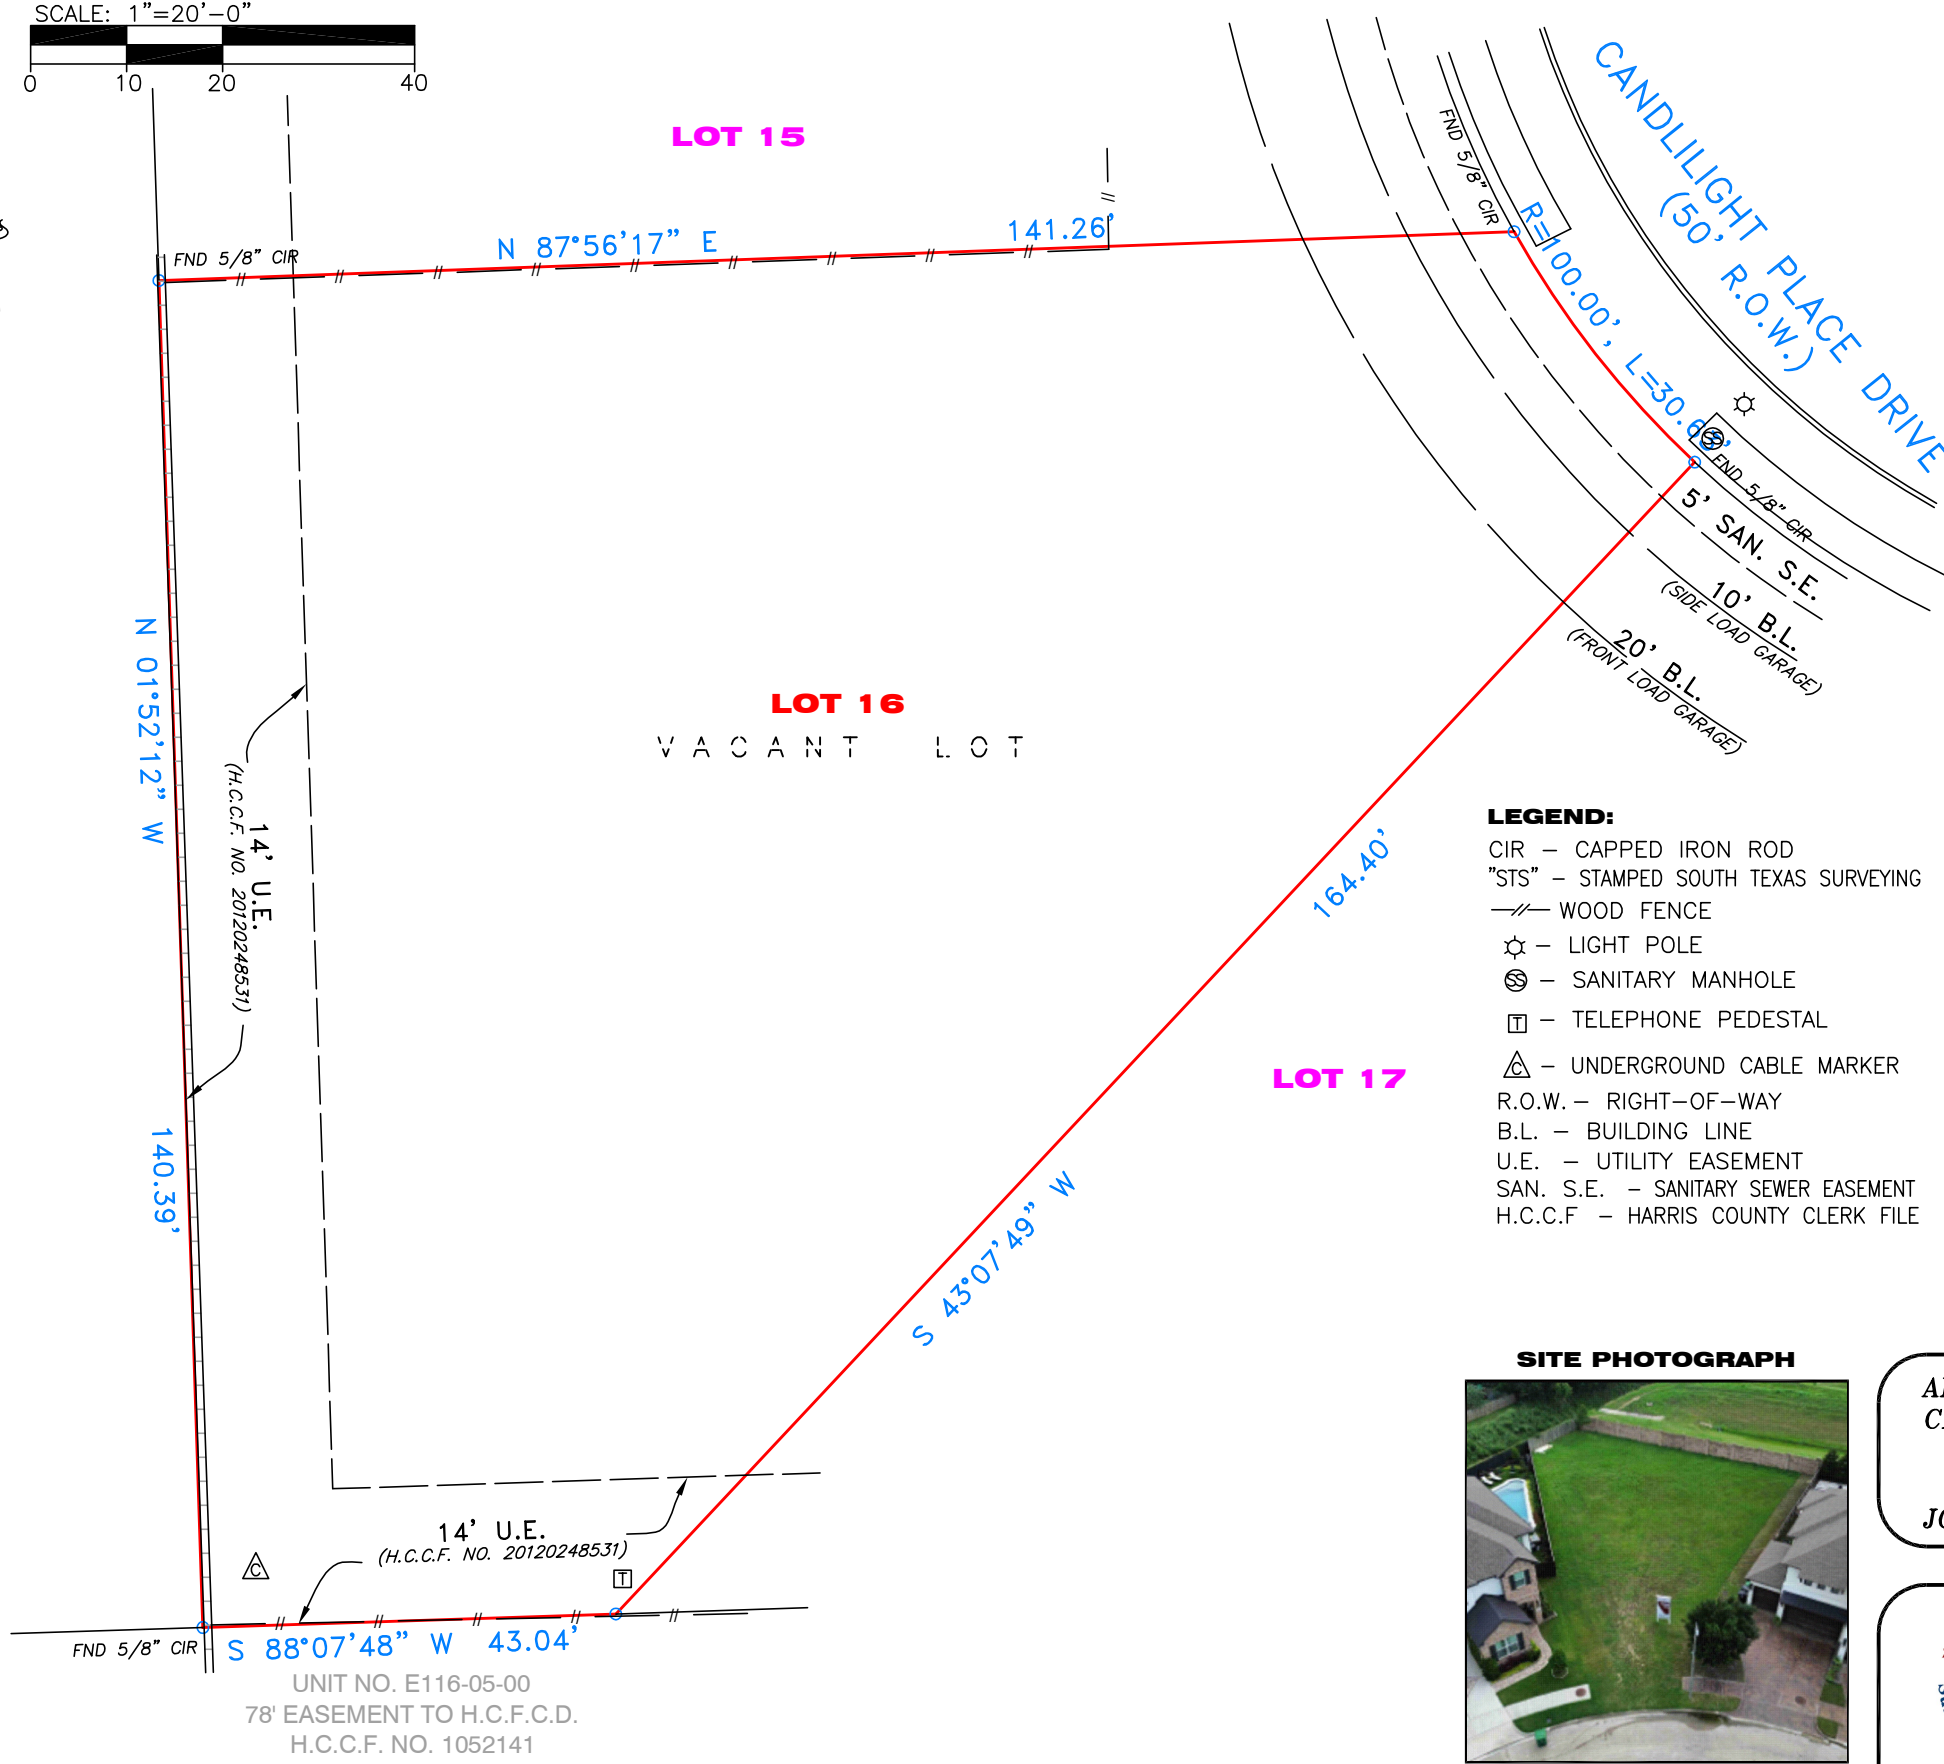 SCALE: 1"=20'-0"
0 10 20 40
LOT 15
CANDLILIGHT PLACE DRIVE
(50' R.O.W.)
FND 5/8" CIR
N 87°56'17" E
141.26'
FND 5/8" CIR
R=100.00', L=30.
FND 5/8" CIR
5' SAN. S.E.
10' B.L.
(SIDE LOAD GARAGE)
20' B.L.
(FRONT LOAD GARAGE)
N 01°52'12" W
140.39'
14' U.E.
(H.C.C.F. NO. 20120248531)
LOT 16
VACANT LOT
164.40'
S 43°07'49" W
LOT 17
LEGEND:
CIR – CAPPED IRON ROD
"STS" – STAMPED SOUTH TEXAS SURVEYING
WOOD FENCE
– LIGHT POLE
SS – SANITARY MANHOLE
T – TELEPHONE PEDESTAL
C – UNDERGROUND CABLE MARKER
R.O.W. – RIGHT-OF-WAY
B.L. – BUILDING LINE
U.E. – UTILITY EASEMENT
SAN. S.E. – SANITARY SEWER EASEMENT
H.C.C.F – HARRIS COUNTY CLERK FILE
SS
14' U.E.
(H.C.C.F. NO. 20120248531)
C
T
FND 5/8" CIR
S 88°07'48" W 43.04'
UNIT NO. E116-05-00
78' EASEMENT TO H.C.F.C.D.
H.C.C.F. NO. 1052141
SITE PHOTOGRAPH